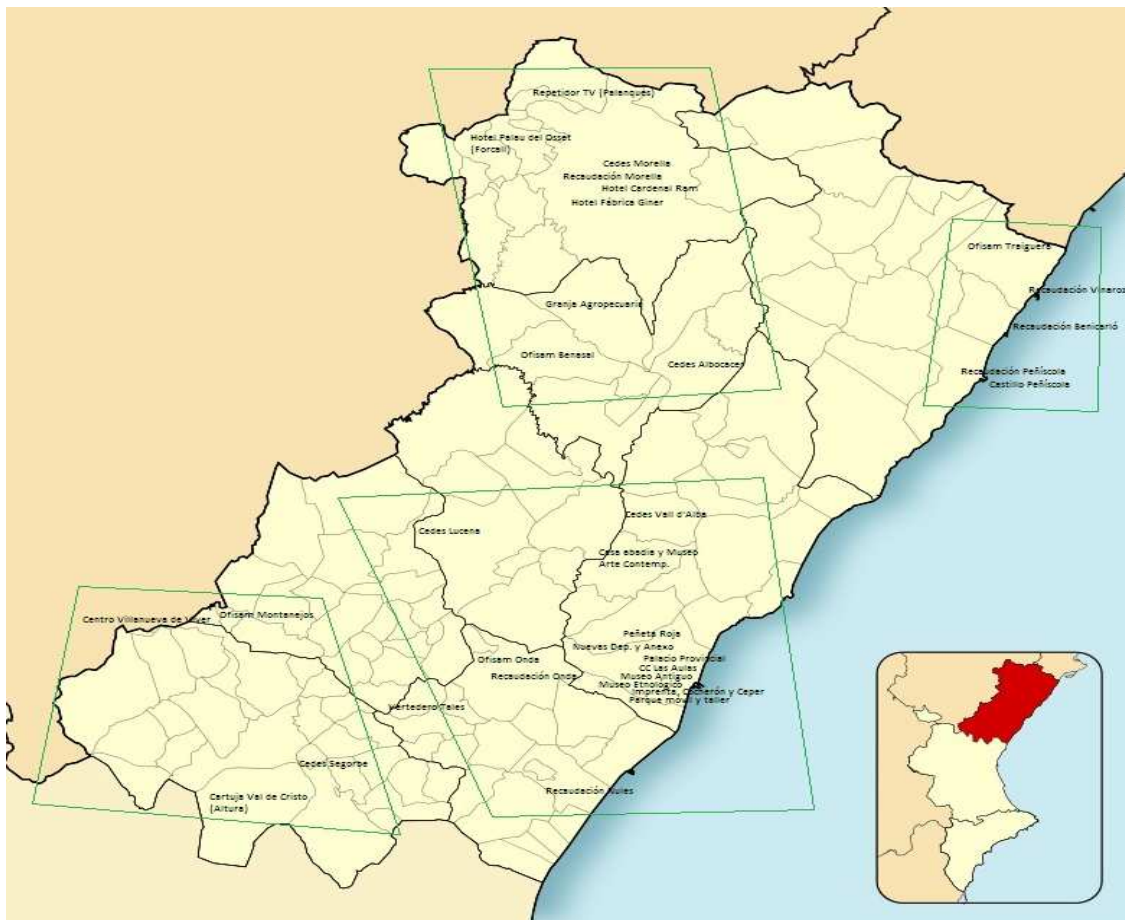 Repetidor TV (Palanques)
Hotel Palau del Osset
(Forcall)
Cedes Morella
Recaudación Morella
Hotel Cardenal Ram
Hotel Fábrica Giner
Ofisam Traiguera
Recaudación Vinaroz
Granja Agropecuaria
Recaudación Benicarló
Ofisam Benasal
Cedes Albocacer
Recaudación Peñíscola
Castillo Peñíscola
Cedes Vall d'Alba
Cedes Lucena
Casa abadia y Museo
Arte Contemp.
Centro Villanueva de Viver
Ofisam Montanejos
Peñeta Roja
Nuevas Dep. y Anexo
Ofisam Onda
Palacio Provincial
CC Las Aulas
Recaudación Onda
Museo Antiguo
Museo Etnológico
Imprenta, Cocherón y Ceper
Parque móvil y taller
Vertedero Tales
Cedes Segorbe
Recaudación Nules
Cartuja Val de Cristo
(Altura)